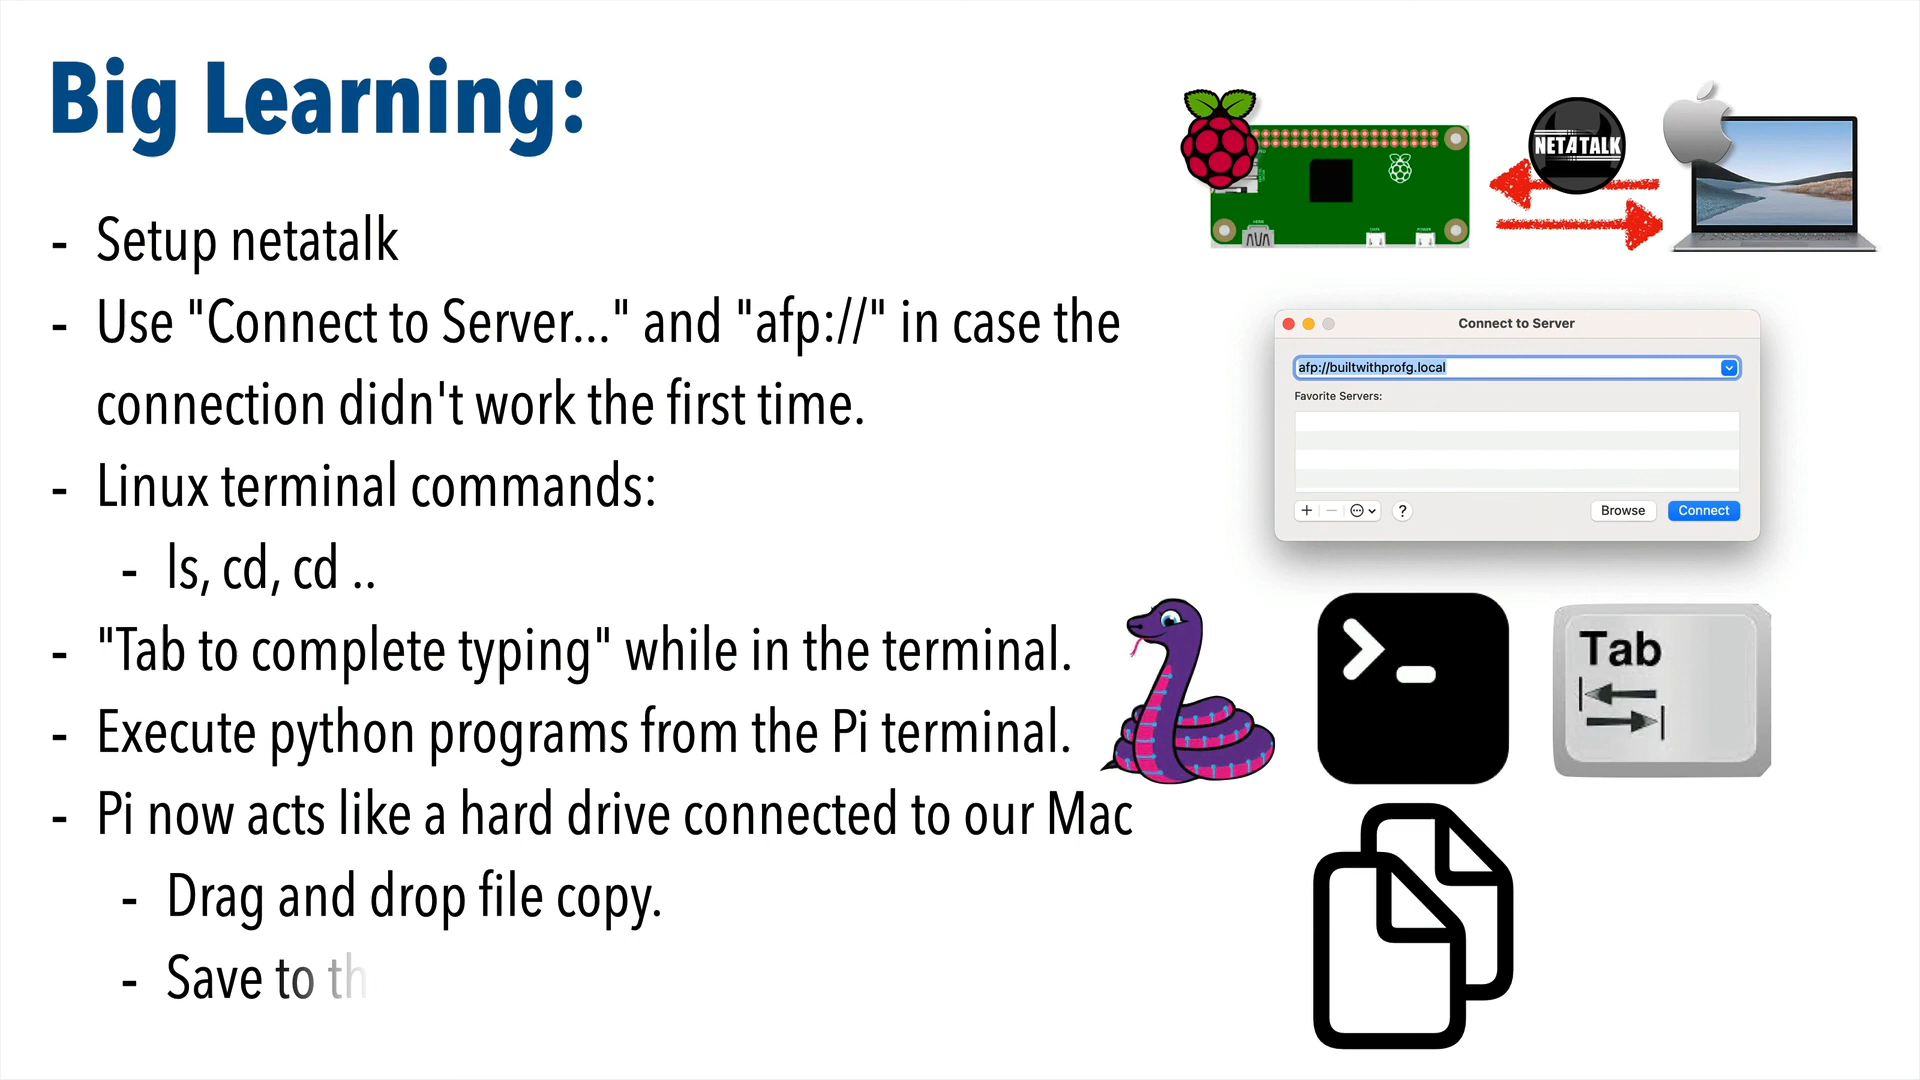 Big Learning:
- Setup netatalk
- Use "Connect to Server..." and "afp://" in case the
connection didn't work the first time.
- Linux terminal commands:
- ls, cd, cd ..
- "Tab to complete typing" while in the terminal.
- Execute python programs from the Pi terminal.
- Pi now acts like a hard drive connected to our Mac
- Drag and drop file copy.
- Save to th
NETATALK
Connect to Server
afp://builtwithprofg.local
Favorite Servers:
Browse
Connect
Tab